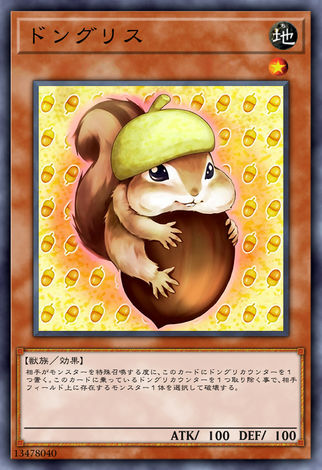 ドングリス
地
【獣族／効果】
相手がモンスターを特殊召喚する度に、このカードにドングリカウンターを１
つ置く。このカードに乗っているドングリカウンターを１つ取り除く事で、相手
フィールド上に存在するモンスター１体を選択して破壊する。
ATK/ 100 DEF/ 100
13478040